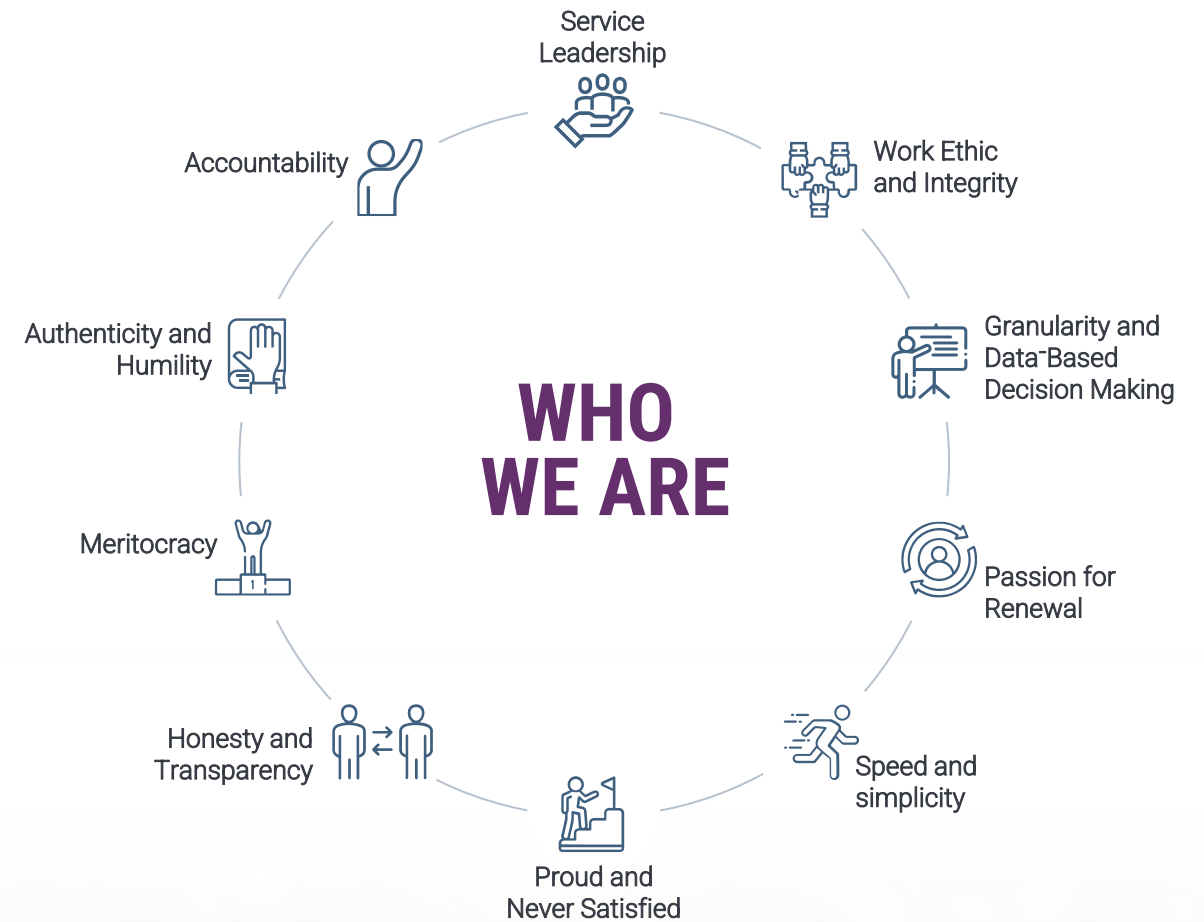 Service
Leadership
Work Ethic
and Integrity
Granularity and
Data-Based
Decision Making
Passion for
Renewal
Speed and
simplicity
Proud and
Never Satisfied
Honesty and
Transparency
Meritocracy
1
Authenticity and
Humility
Accountability
WHO
WE ARE